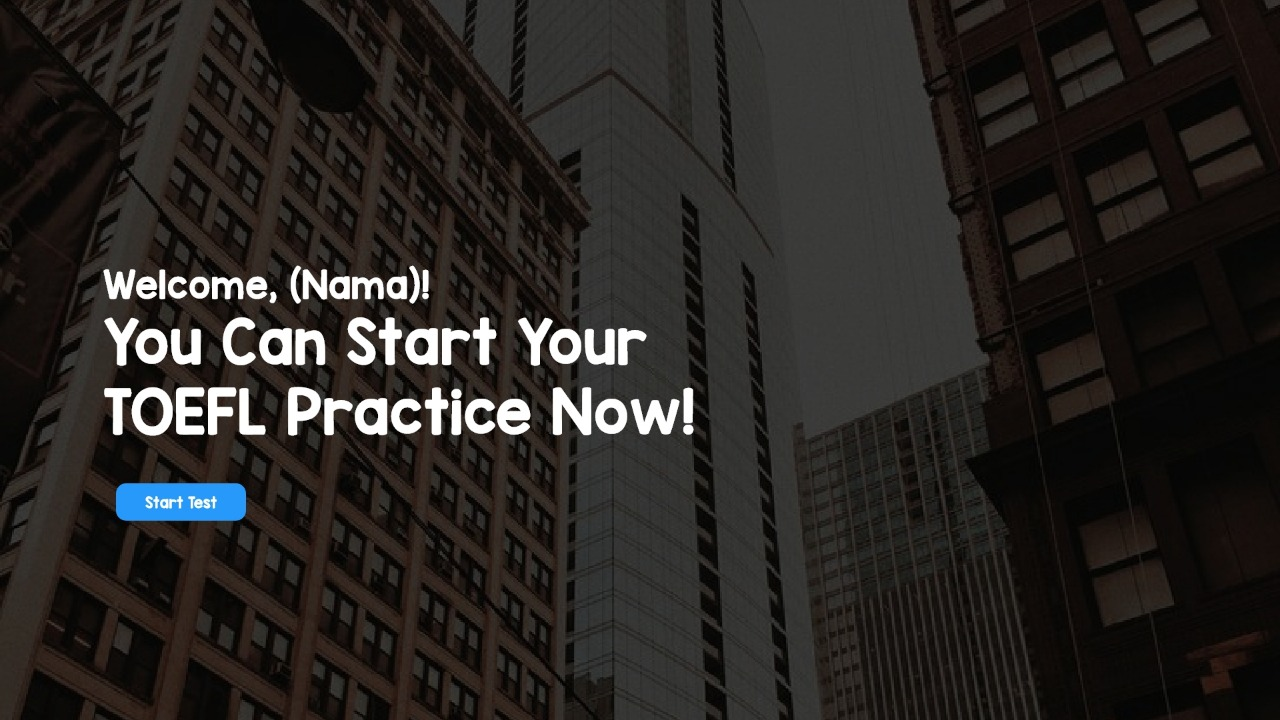 Welcome, (Nama)!
You Can Start Your
TOEFL Practice Now!
Start Test